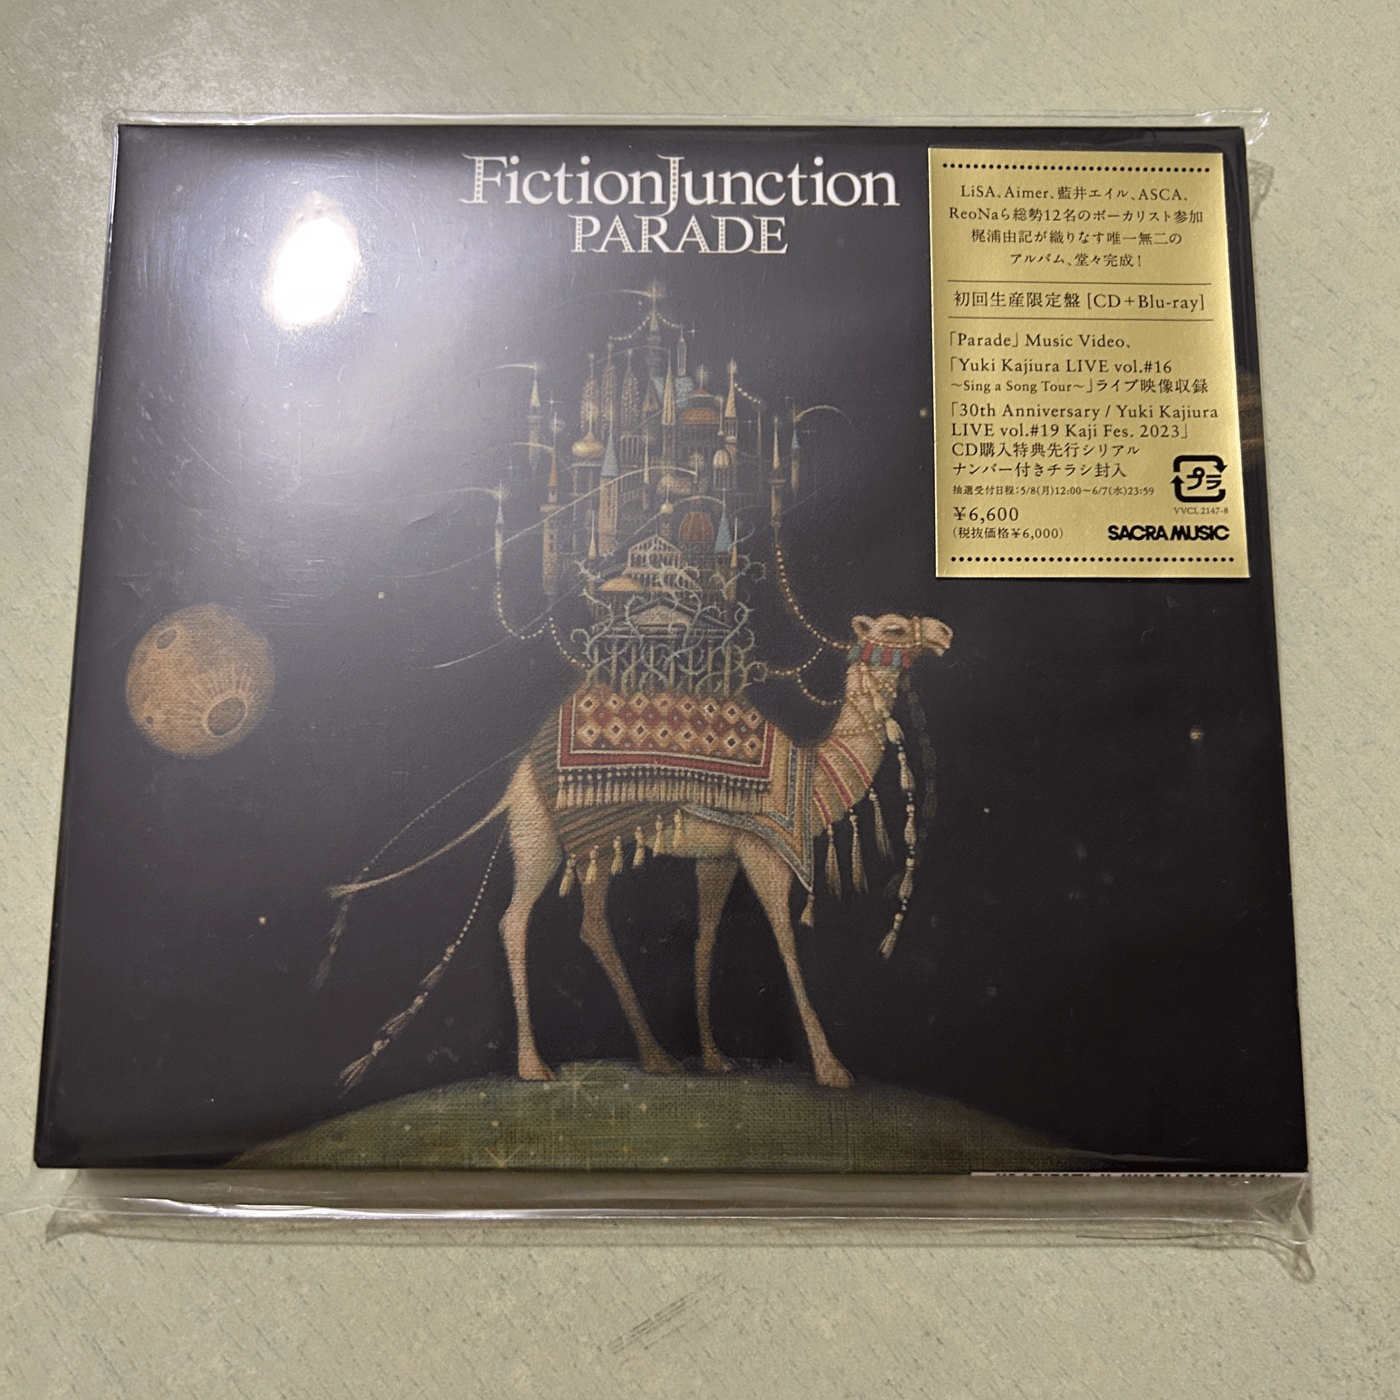 FictionJunction
PARADE
LiSA、Aimer、藍井エイル、ASCA、
ReoNaら総勢12名のボーカリスト参加
梶浦由記が織りなす唯一無二の
アルバム、堂々完成！
初回生産限定盤 [CD＋Blu-ray]
「Parade」Music Video、
「Yuki Kajiura LIVE vol.#16
～Sing a Song Tour～」ライブ映像収録
「30th Anniversary / Yuki Kajiura
LIVE vol.#19 Kaji Fes. 2023」
CD購入特典先行シリアル
ナンバー付きチラシ封入
抽選受付日程：5/8(月)12:00～6/7(水)23:59
プラ
VVCL 2147-8
￥6,600
(税抜価格￥6,000)
SACRA MUSIC